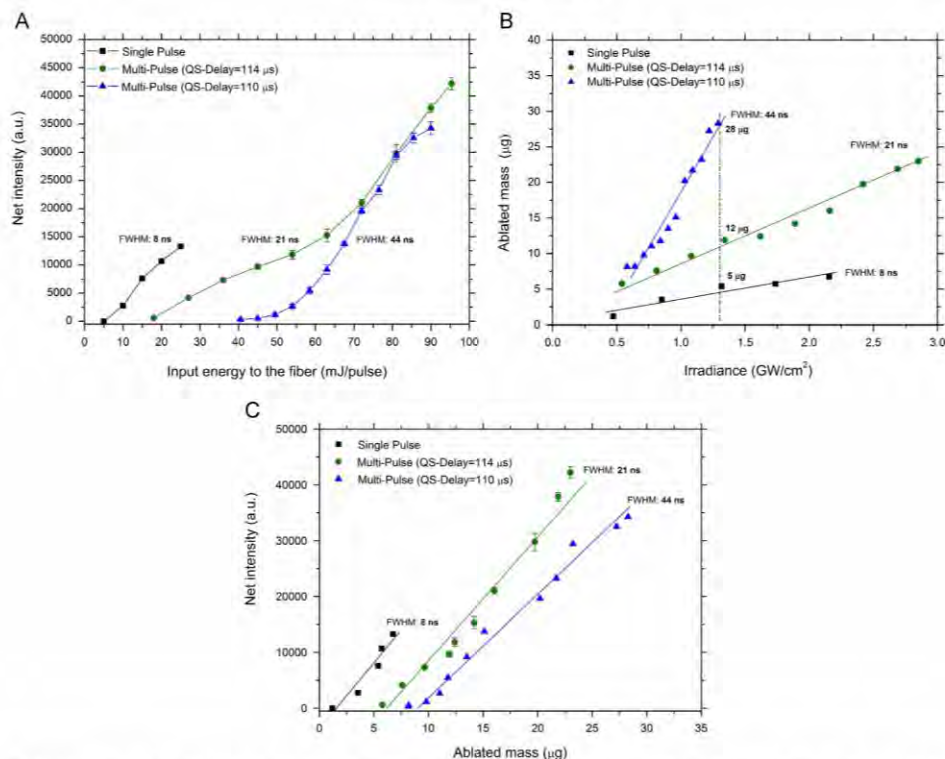 A
50000
45000
40000
35000
30000
25000
20000
15000
10000
5000
0
Net intensity (a.u.)
Single Pulse
Multi-Pulse (QS-Delay=114 μs)
Multi-Pulse (QS-Delay=110 μs)
FWHM: 8 ns
FWHM: 21 ns
FWHM: 44 ns
0 10 20 30 40 50 60 70 80 90 100
Input energy to the fiber (mJ/pulse)
B
40
35
30
25
20
15
10
5
0
Ablated mass (μg)
Single Pulse
Multi-Pulse (QS-Delay=114 μs)
Multi-Pulse (QS-Delay=110 μs)
FWHM: 44 ns
28 μg
FWHM: 21 ns
12 μg
5 μg
FWHM: 8 ns
0.0 0.5 1.0 1.5 2.0 2.5 3.0
Irradiance (GW/cm²)
C
50000
40000
30000
20000
10000
0
Net intensity (a.u.)
Single Pulse
Multi-Pulse (QS-Delay=114 μs)
Multi-Pulse (QS-Delay=110 μs)
FWHM: 21 ns
FWHM: 44 ns
FWHM: 8 ns
0 5 10 15 20 25 30 35
Ablated mass (μg)